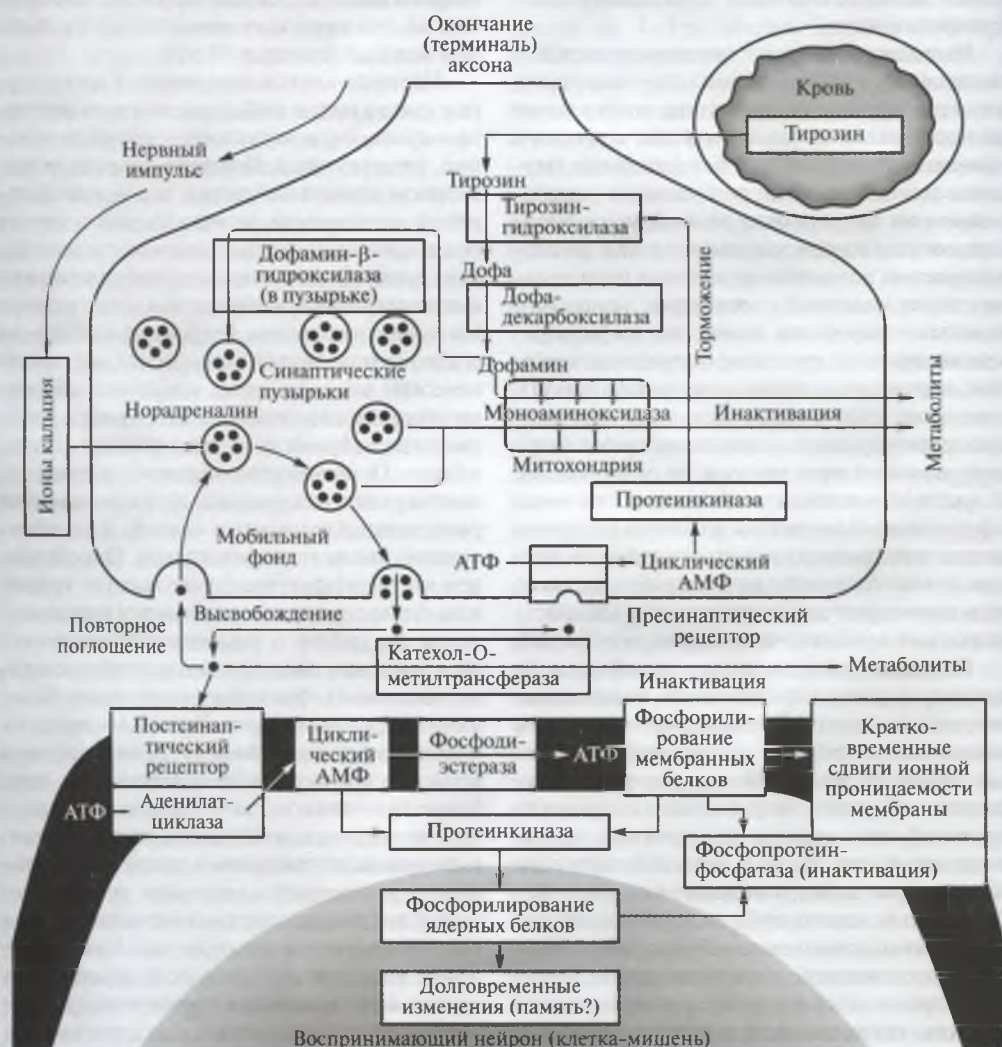 Окончание
(терминаль)
аксона
Кровь
Тирозин
Нервный
импульс
Тирозин
Тирозин-
гидроксилаза
Дофамин-β-
гидроксилаза
(в пузырьке)
Дофа
Дофа-
декарбоксилаза
Торможение
Синаптические
пузырьки
Дофамин
Норадреналин
Моноаминоксидаза
Инактивация
Митохондрия
Метаболиты
Ионы кальция
Протеинкиназа
Мобильный
фонд
АТФ
Циклический
АМФ
Высвобождение
Пресинаптический
рецептор
Повторное
поглощение
Катехол-О-
метилтрансфераза
Инактивация
Метаболиты
Постсинап-
тический
рецептор
Цикли-
ческий
АМФ
Фосфоди-
эстераза
АТФ
Фосфорили-
рование
мембранных
белков
Кратко-
временные
сдвиги ионной
проницаемости
мембраны
АТФ
Аденилат-
циклаза
Протеинкиназа
Фосфопротеин-
фосфатаза (инактивация)
Фосфорилирование
ядерных белков
Долговременные
изменения (память?)
Воспринимающий нейрон (клетка-мишень)